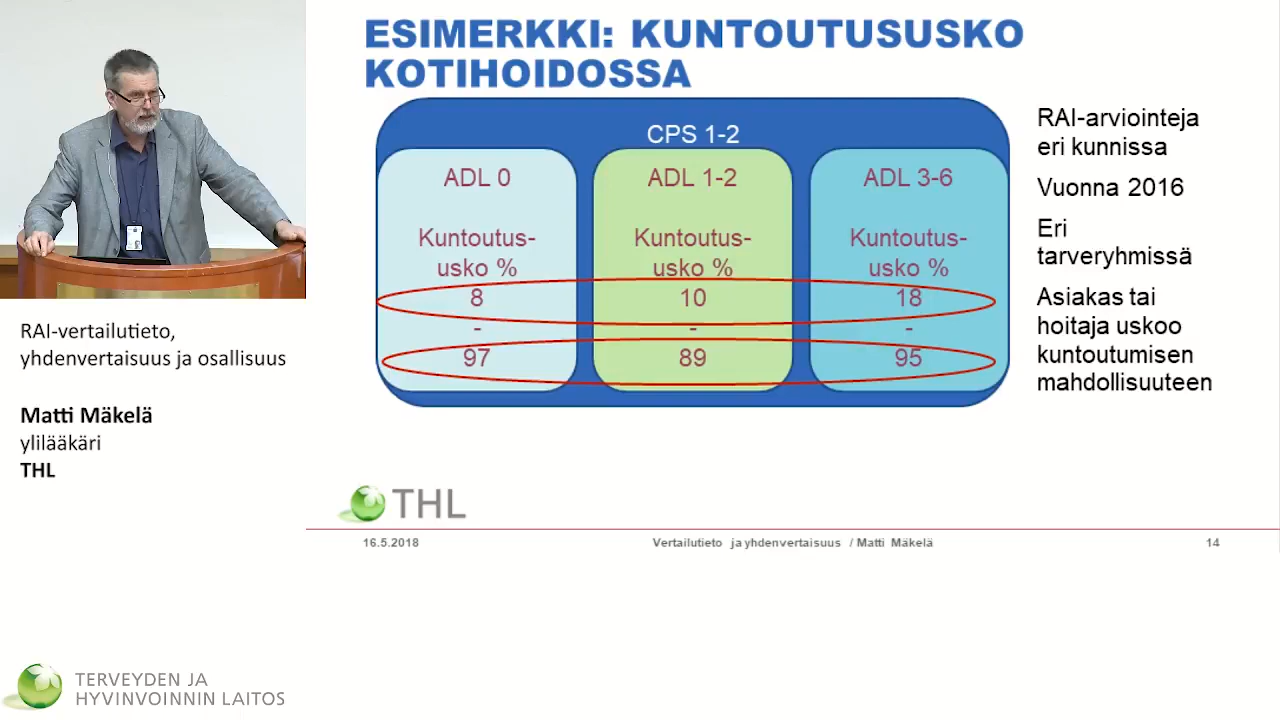 ESIMERKKI: KUNTOUTUSUSKO
KOTIHOIDOSSA
CPS 1-2
ADL 0
Kuntoutus-
usko %
8
-
97
ADL 1-2
Kuntoutus-
usko %
10
-
89
ADL 3-6
Kuntoutus-
usko %
18
-
95
RAI-arviointeja
eri kunnissa
Vuonna 2016
Eri
tarveryhmissä
Asiakas tai
hoitaja uskoo
kuntoutumisen
mahdollisuuteen
THL
16.5.2018
Vertailutieto ja yhdenvertaisuus / Matti Mäkelä
14
RAI-vertailutieto,
yhdenvertaisuus ja osallisuus
Matti Mäkelä
ylilääkäri
THL
TERVEYDEN JA
HYVINVOINNIN LAITOS